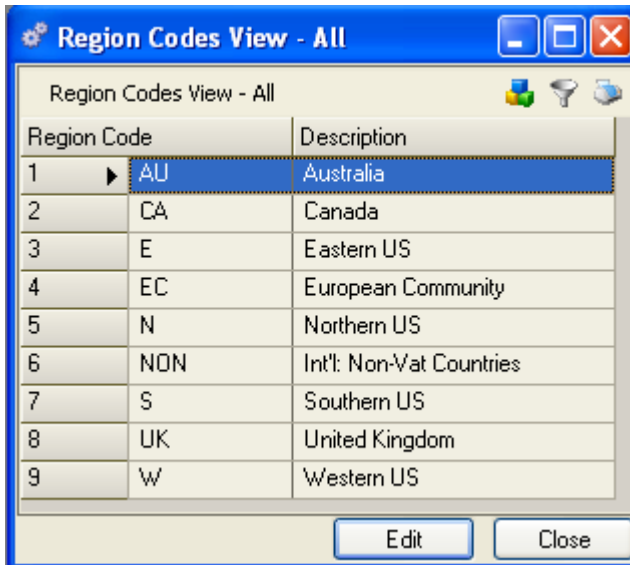 Region Codes View - All
Region Codes View - All
Region Code Description
1 AU Australia
2 CA Canada
3 E Eastern US
4 EC European Community
5 N Northern US
6 NON Int'l: Non-Vat Countries
7 S Southern US
8 UK United Kingdom
9 W Western US
Edit Close